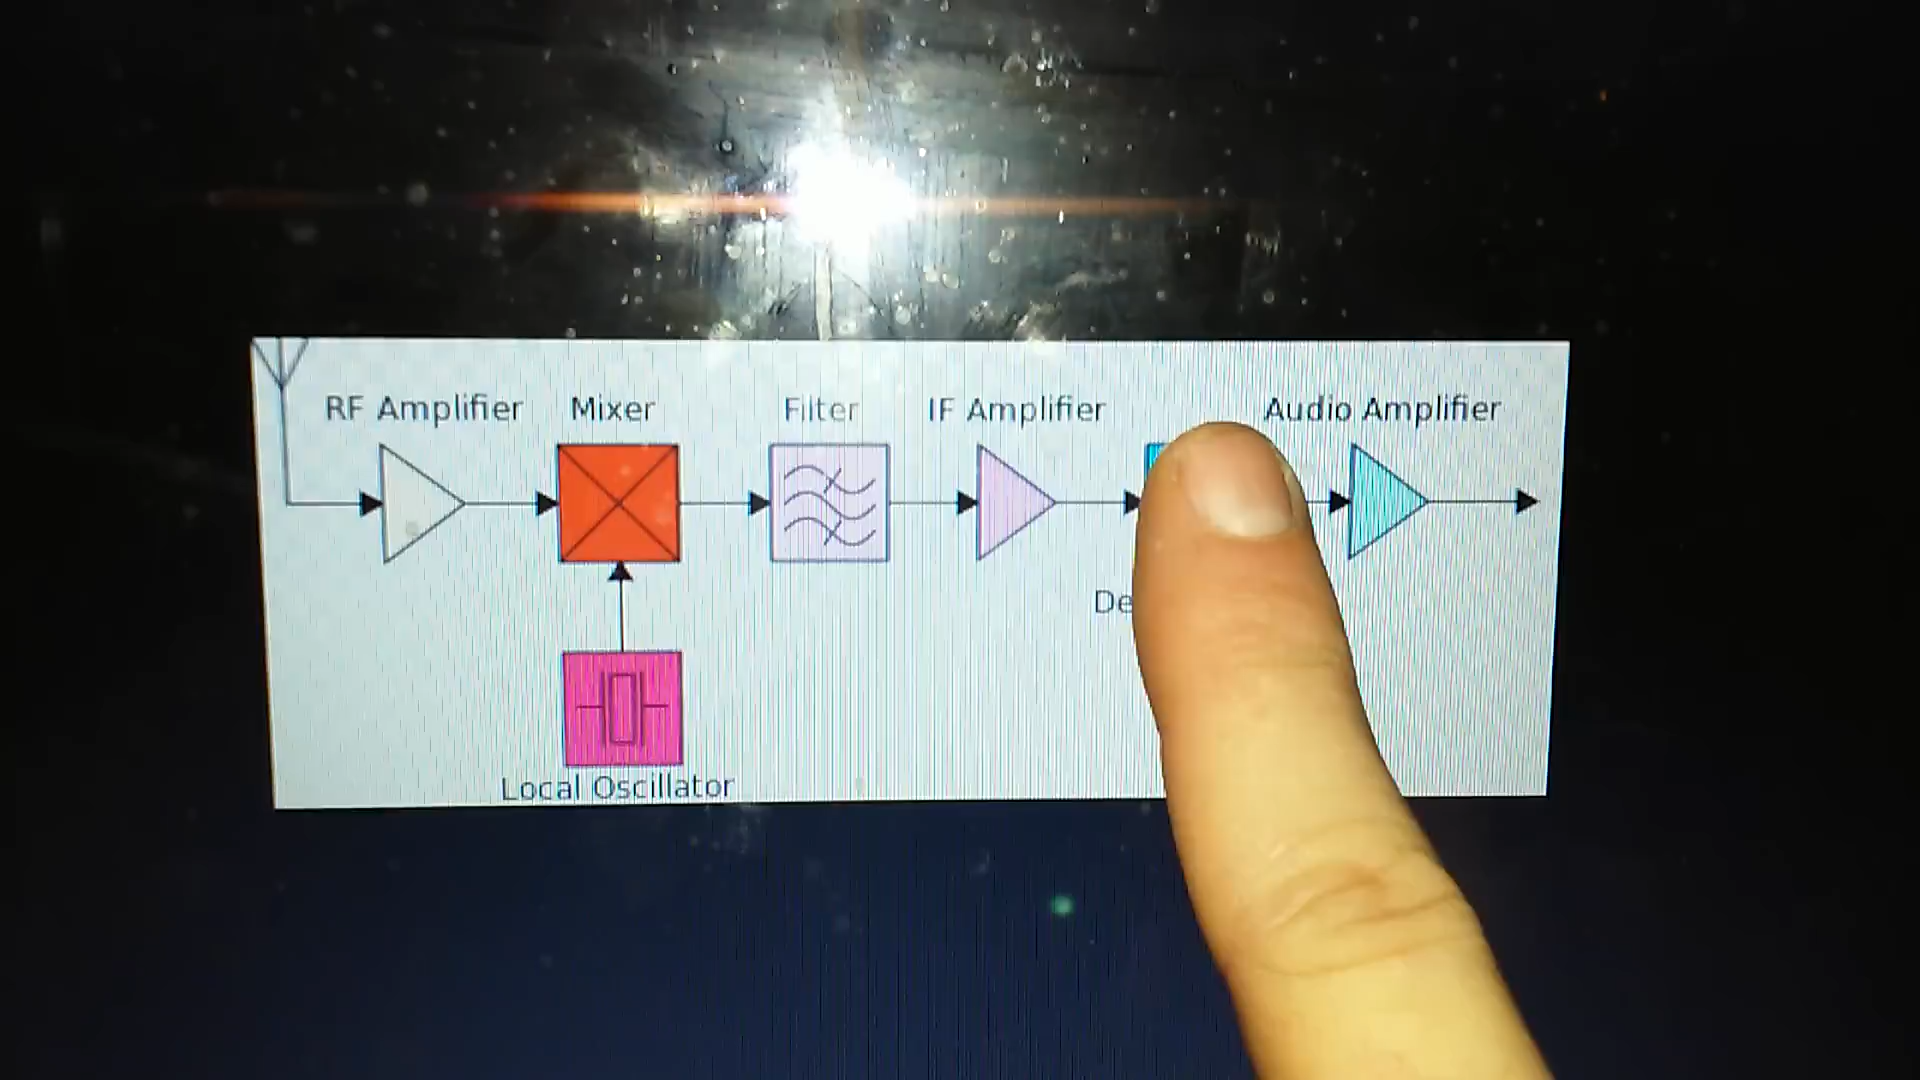 RF Amplifier
Mixer
Filter
IF Amplifier
Audio Amplifier
De
Local Oscillator